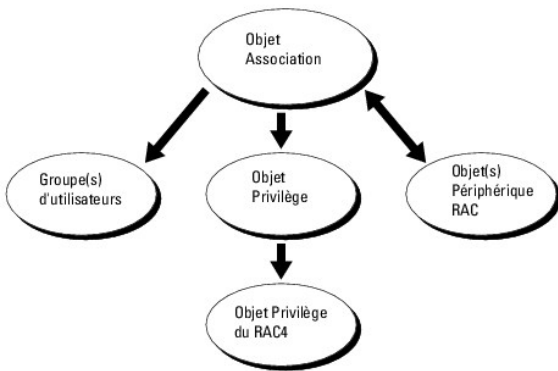 Objet
Association
Groupe(s)
d'utilisateurs
Objet
Privilège
Objet(s)
Périphérique
RAC
Objet Privilège
du RAC4